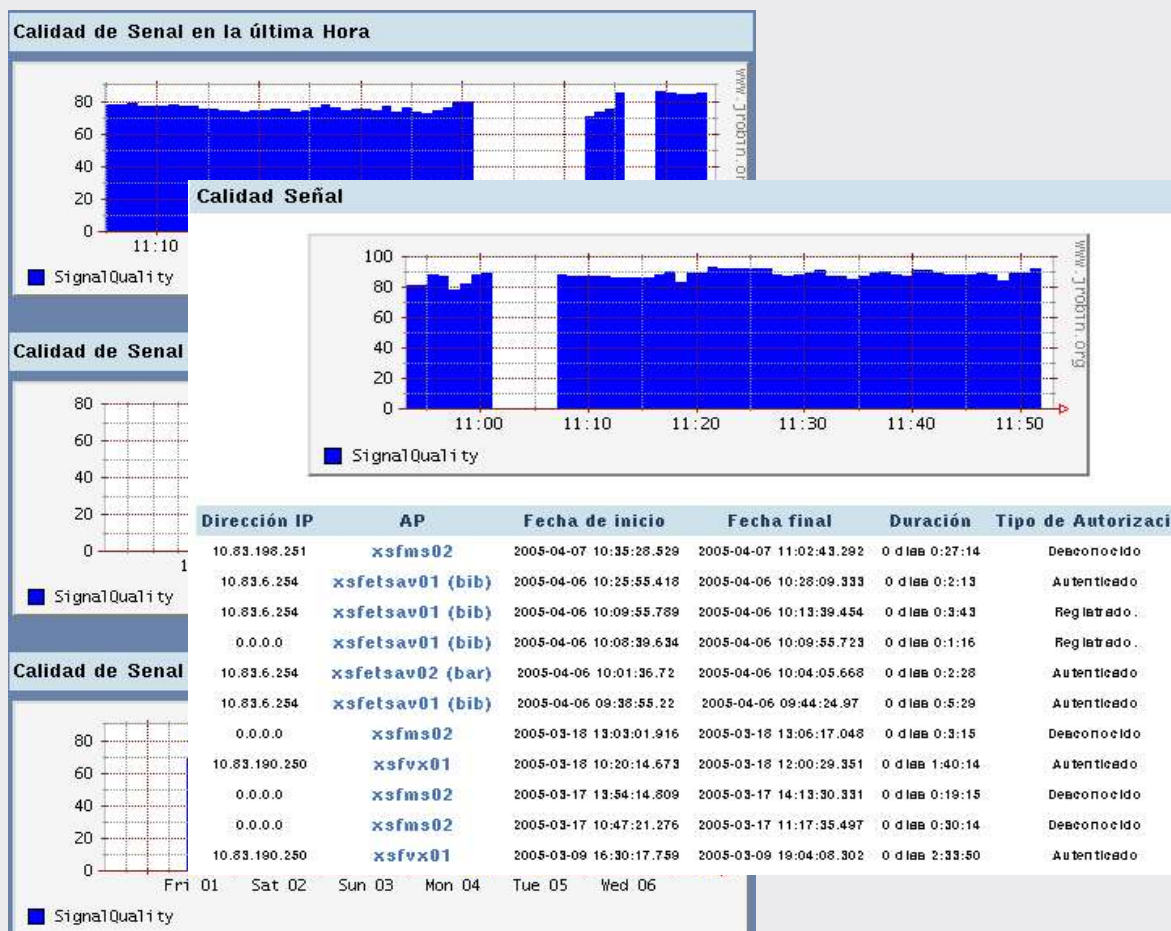 Calidad de Senal en la última Hora
80
60
40
20
0
11:10
SignalQuality
www.jrobin.org
Calidad de Senal
80
60
40
20
0
1
SignalQuality
Calidad de Senal
80
60
40
20
0
Fri 01 Sat 02 Sun 03 Mon 04 Tue 05 Wed 06
SignalQuality
Calidad Señal
100
80
60
40
20
0
11:00 11:10 11:20 11:30 11:40 11:50
SignalQuality
www.jrobin.org
Dirección IP AP Fecha de inicio Fecha final Duración Tipo de Autorizaci
10.83.198.251 xsfms02 2005-04-07 10:35:28.529 2005-04-07 11:02:43.292 0 dias 0:27:14 Desconocido
10.83.6.254 xsfetsav01 (bib) 2005-04-06 10:25:55.418 2005-04-06 10:28:09.333 0 dias 0:2:13 Autenticado
10.83.6.254 xsfetsav01 (bib) 2005-04-06 10:09:55.789 2005-04-06 10:13:39.454 0 dias 0:3:43 Registrado.
0.0.0.0 xsfetsav01 (bib) 2005-04-06 10:08:39.634 2005-04-06 10:09:55.723 0 dias 0:1:16 Registrado.
10.83.6.254 xsfetsav02 (bar) 2005-04-06 10:01:36.72 2005-04-06 10:04:05.668 0 dias 0:2:28 Autenticado
10.83.6.254 xsfetsav01 (bib) 2005-04-06 09:38:55.22 2005-04-06 09:44:24.97 0 dias 0:5:29 Autenticado
0.0.0.0 xsfms02 2005-03-18 13:03:01.916 2005-03-18 13:06:17.048 0 dias 0:3:15 Desconocido
10.83.190.250 xsfvx01 2005-03-18 10:20:14.673 2005-03-18 12:00:29.351 0 dias 1:40:14 Autenticado
0.0.0.0 xsfms02 2005-03-17 13:54:14.809 2005-03-17 14:13:30.331 0 dias 0:19:15 Desconocido
0.0.0.0 xsfms02 2005-03-17 10:47:21.276 2005-03-17 11:17:35.497 0 dias 0:30:14 Desconocido
10.83.190.250 xsfvx01 2005-03-09 16:30:17.759 2005-03-09 19:04:08.302 0 dias 2:33:50 Autenticado